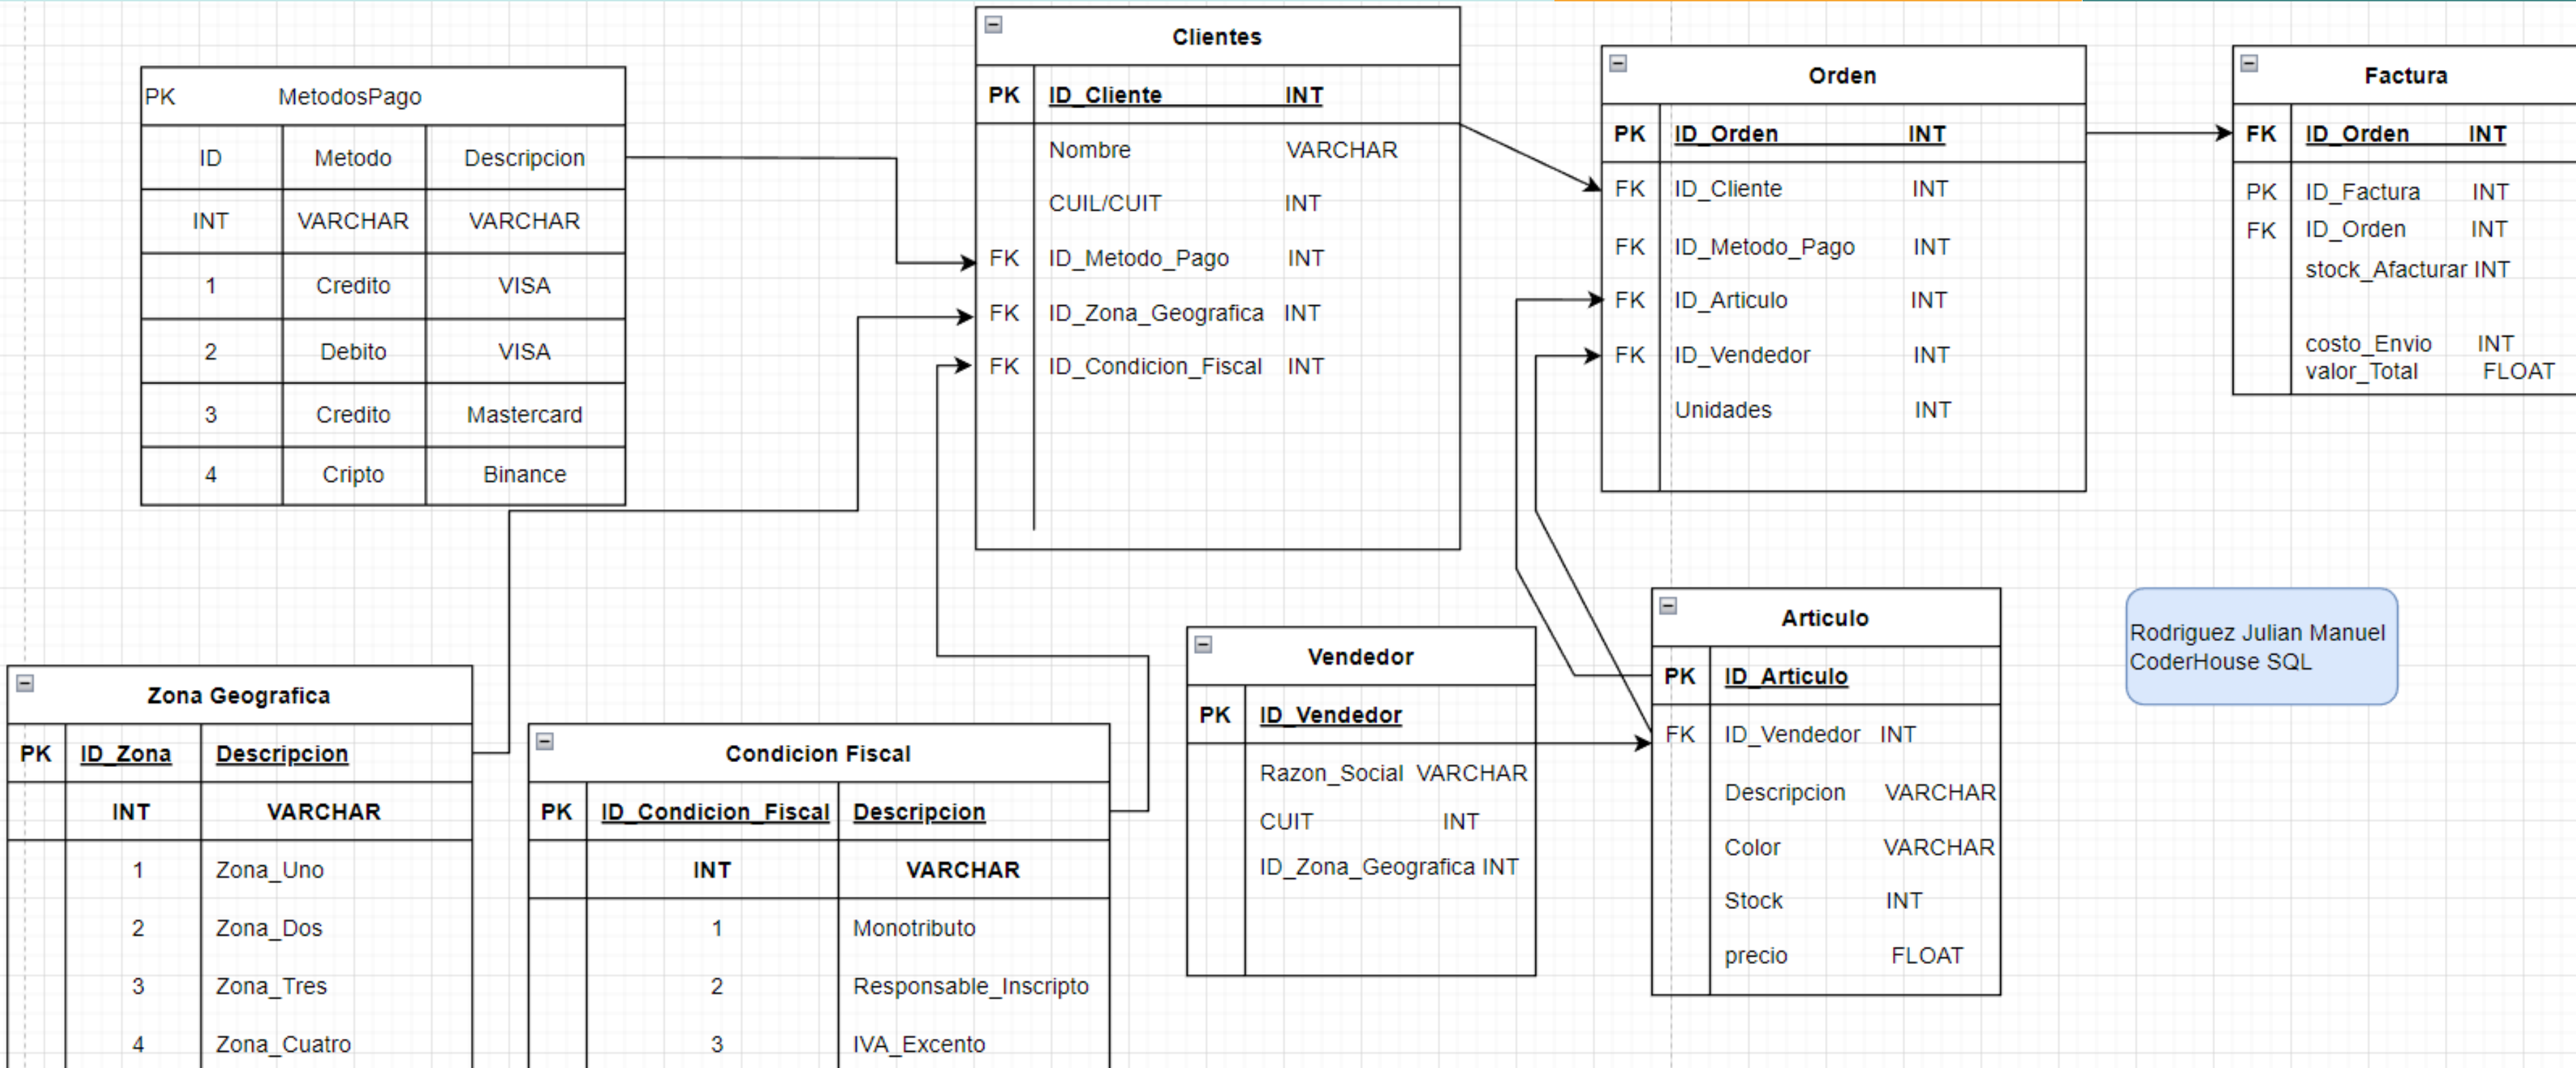 PK MetodosPago
ID Metodo Descripcion
INT VARCHAR VARCHAR
1 Credito VISA
2 Debito VISA
3 Credito Mastercard
4 Cripto Binance
Clientes
PK ID_Cliente INT
Nombre VARCHAR
CUIL/CUIT INT
FK ID_Metodo_Pago INT
FK ID_Zona_Geografica INT
FK ID_Condicion_Fiscal INT
Orden
PK ID_Orden INT
FK ID_Cliente INT
FK ID_Metodo_Pago INT
FK ID_Articulo INT
FK ID_Vendedor INT
Unidades INT
Factura
FK ID_Orden INT
PK ID_Factura INT
FK ID_Orden INT
stock_Afacturar INT
costo_Envio INT
valor_Total FLOAT
Zona Geografica
PK ID_Zona Descripcion
INT VARCHAR
1 Zona_Uno
2 Zona_Dos
3 Zona_Tres
4 Zona_Cuatro
Condicion Fiscal
PK ID_Condicion_Fiscal Descripcion
INT VARCHAR
1 Monotributo
2 Responsable_Inscripto
3 IVA_Excento
Vendedor
PK ID_Vendedor
Razon_Social VARCHAR
CUIT INT
ID_Zona_Geografica INT
Articulo
PK ID_Articulo
FK ID_Vendedor INT
Descripcion VARCHAR
Color VARCHAR
Stock INT
precio FLOAT
Rodriguez Julian Manuel
CoderHouse SQL